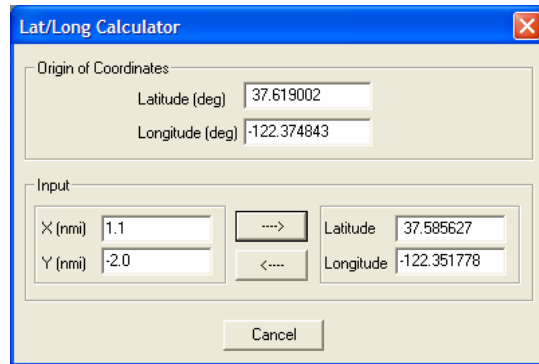 Lat/Long Calculator
Origin of Coordinates
Latitude (deg) 37.619002
Longitude (deg) -122.374843
Input
X (nmi) 1.1 ----> Latitude 37.585627
Y (nmi) -2.0 <---- Longitude -122.351778
Cancel